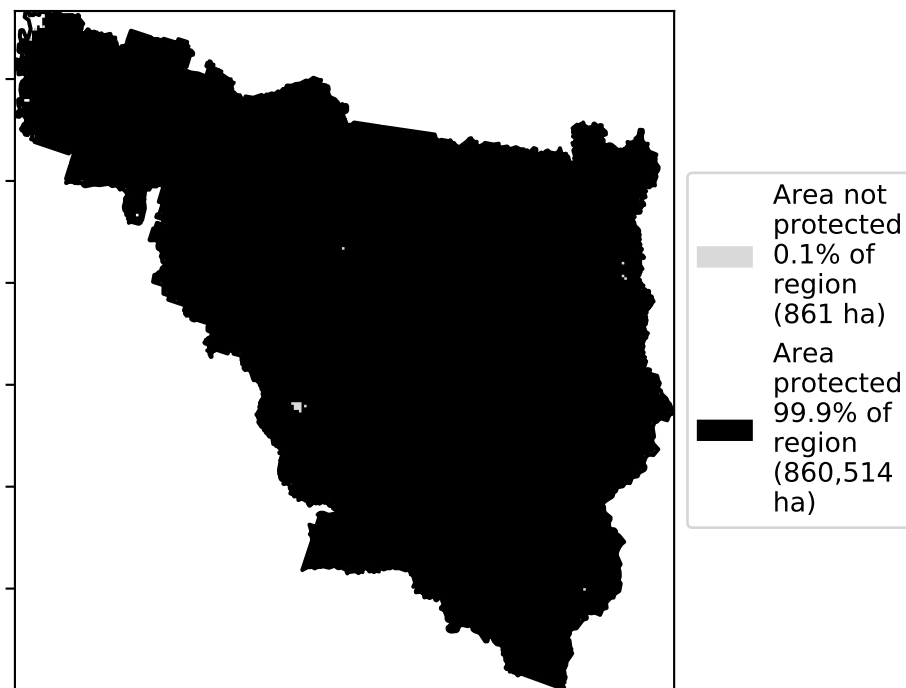 Area not
protected
0.1% of
region
(861 ha)
Area
protected
99.9% of
region
(860,514
ha)